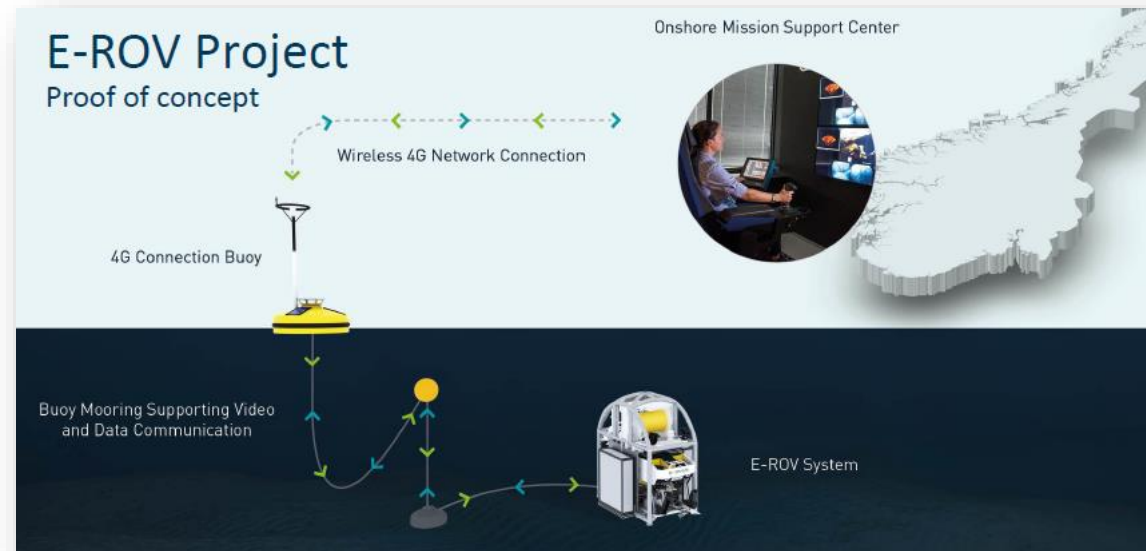 E-ROV Project
Proof of concept
Onshore Mission Support Center
Wireless 4G Network Connection
4G Connection Buoy
Buoy Mooring Supporting Video
and Data Communication
E-ROV System